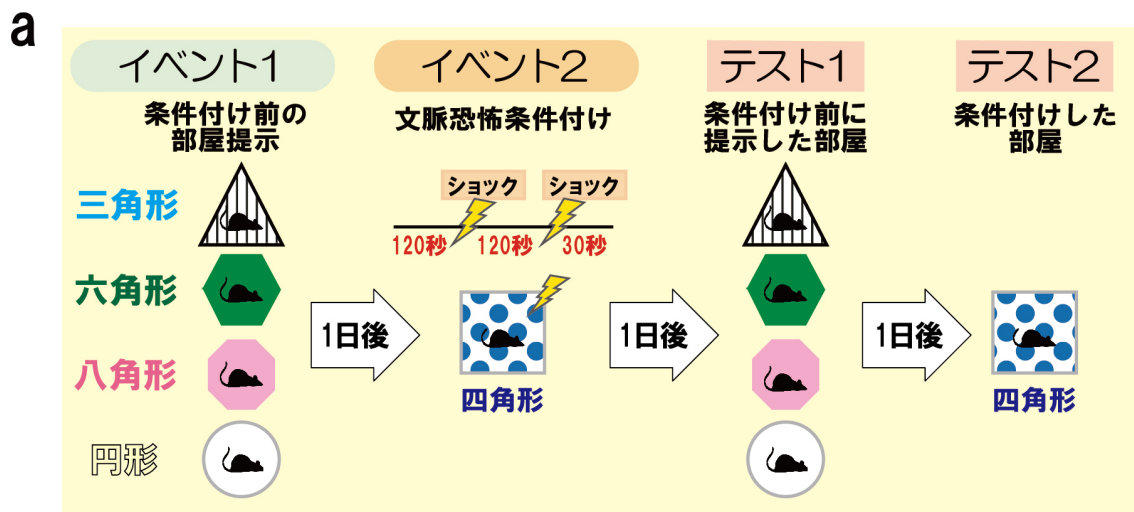 a
イベント1
イベント2
テスト1
テスト2
条件付け前の
部屋提示
文脈恐怖条件付け
条件付け前に
提示した部屋
条件付けした
部屋
三角形
ショック
ショック
120秒
120秒
30秒
六角形
1日後
1日後
1日後
八角形
四角形
四角形
円形